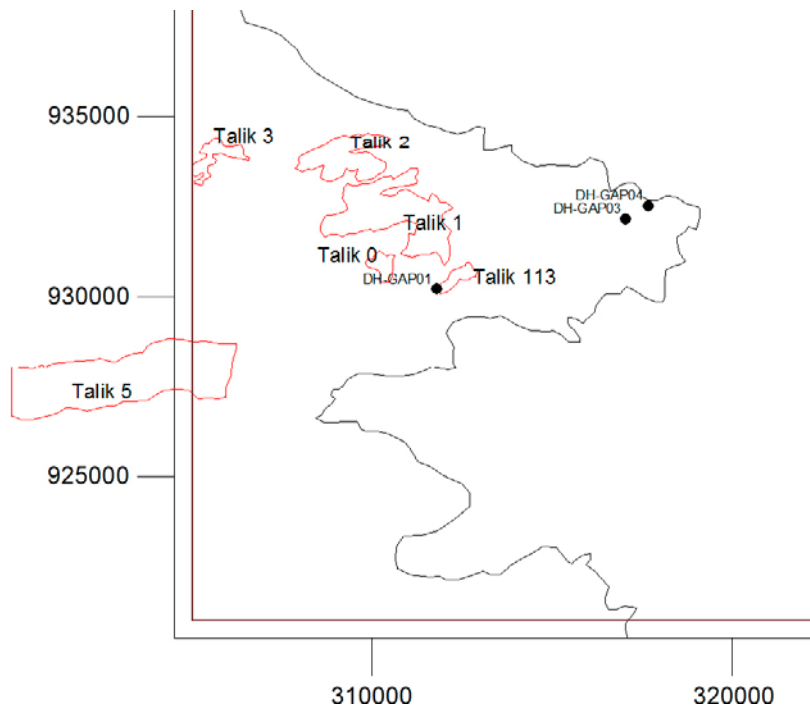 935000
Talik 3
Talik 2
DH-GAP04
DH-GAP03
Talik 1
Talik 0
DH-GAP01
Talik 113
930000
Talik 5
925000
310000
320000